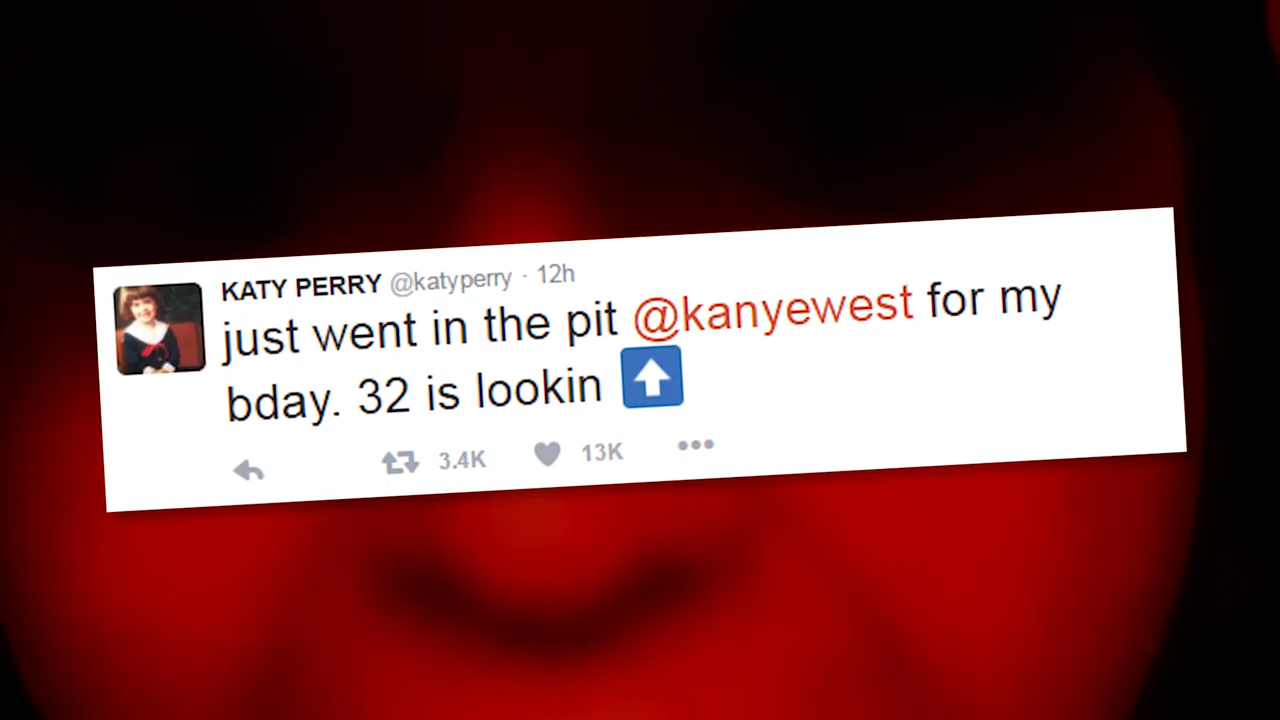 KATY PERRY @katyperry · 12h
just went in the pit @kanyewest for my
bday. 32 is lookin ⬆️
3.4K 13K •••